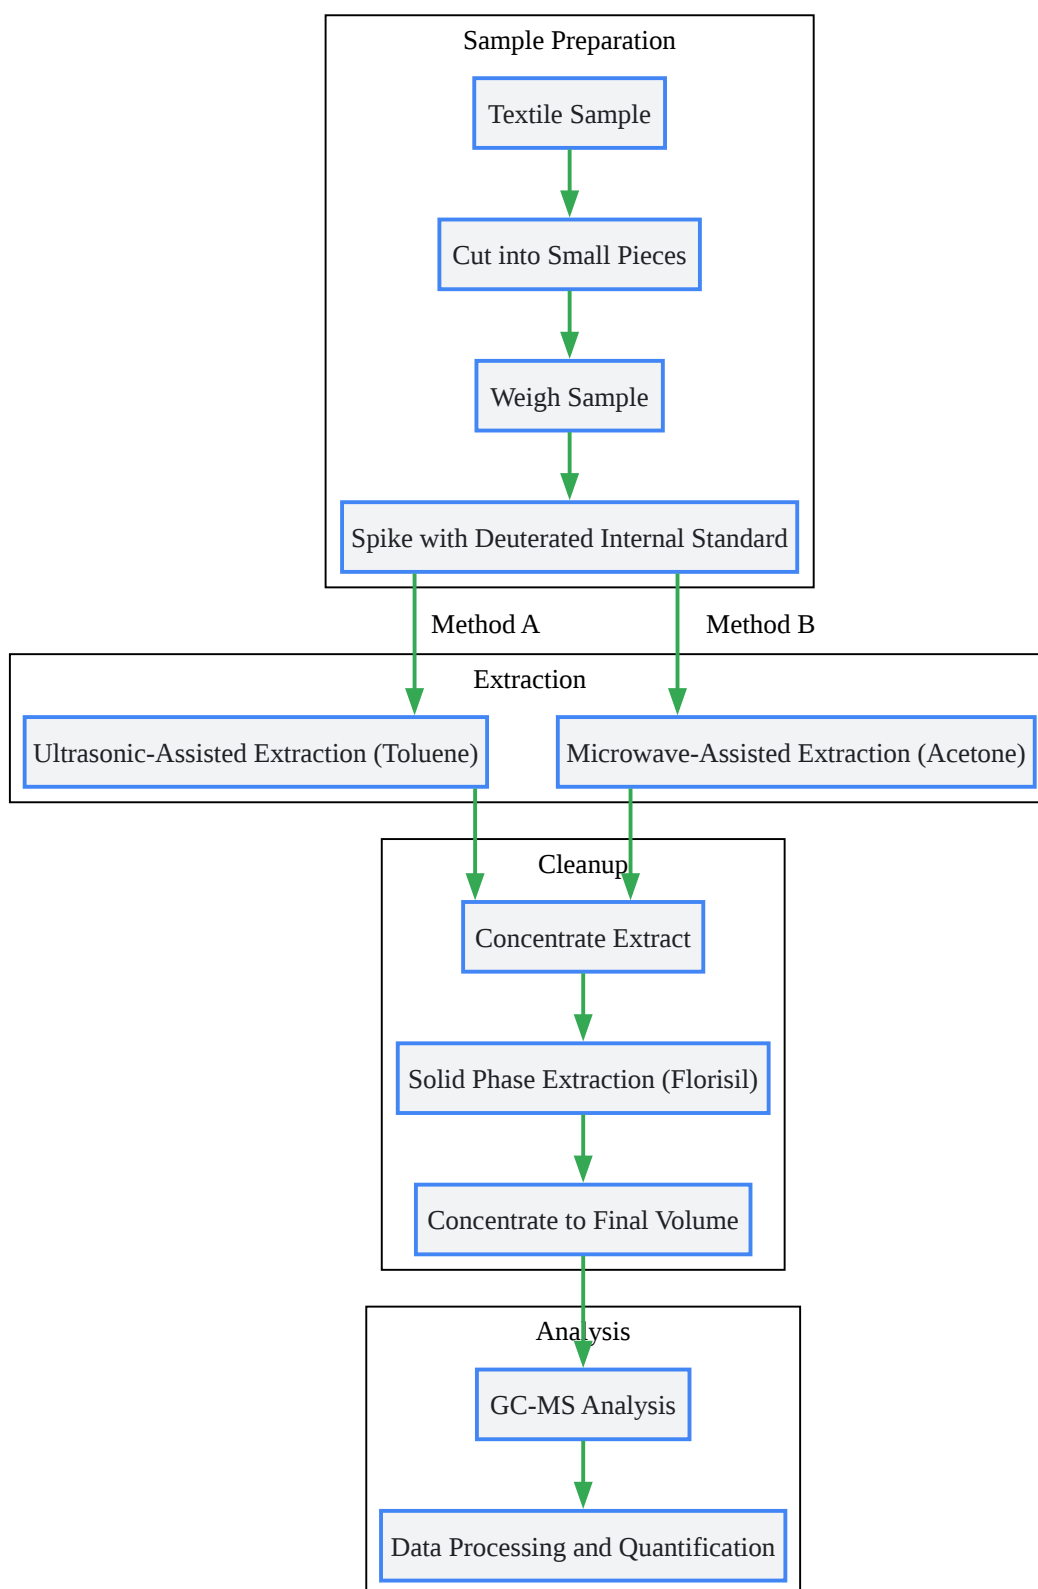 Sample Preparation
Textile Sample
Cut into Small Pieces
Weigh Sample
Spike with Deuterated Internal Standard
Method A
Method B
Extraction
Ultrasonic-Assisted Extraction (Toluene)
Microwave-Assisted Extraction (Acetone)
Cleanup
Concentrate Extract
Solid Phase Extraction (Florisil)
Concentrate to Final Volume
Analysis
GC-MS Analysis
Data Processing and Quantification